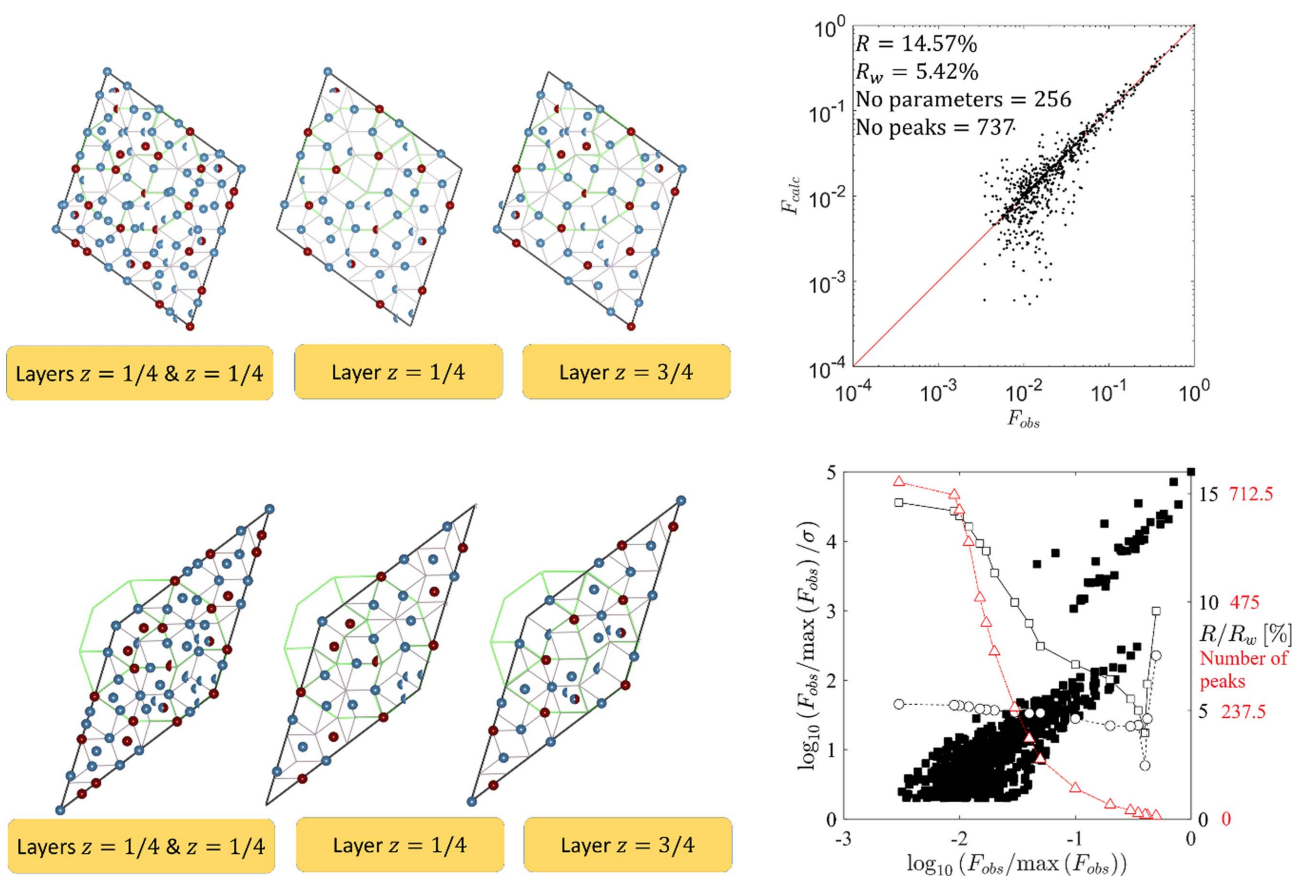 Layers z = 1/4 & z = 1/4
Layer z = 1/4
Layer z = 3/4
R = 14.57%
R_w = 5.42%
No parameters = 256
No peaks = 737
10^0
10^-1
10^-2
10^-3
10^-4
F_calc
10^-4
10^-3
10^-2
10^-1
10^0
F_obs
Layers z = 1/4 & z = 1/4
Layer z = 1/4
Layer z = 3/4
5
4
3
2
1
0
log_10 (F_obs/max (F_obs) /σ)
15 712.5
10 475
R/R_w [%]
Number of
peaks
5 237.5
0 0
-3
-2
-1
0
log_10 (F_obs/max (F_obs))